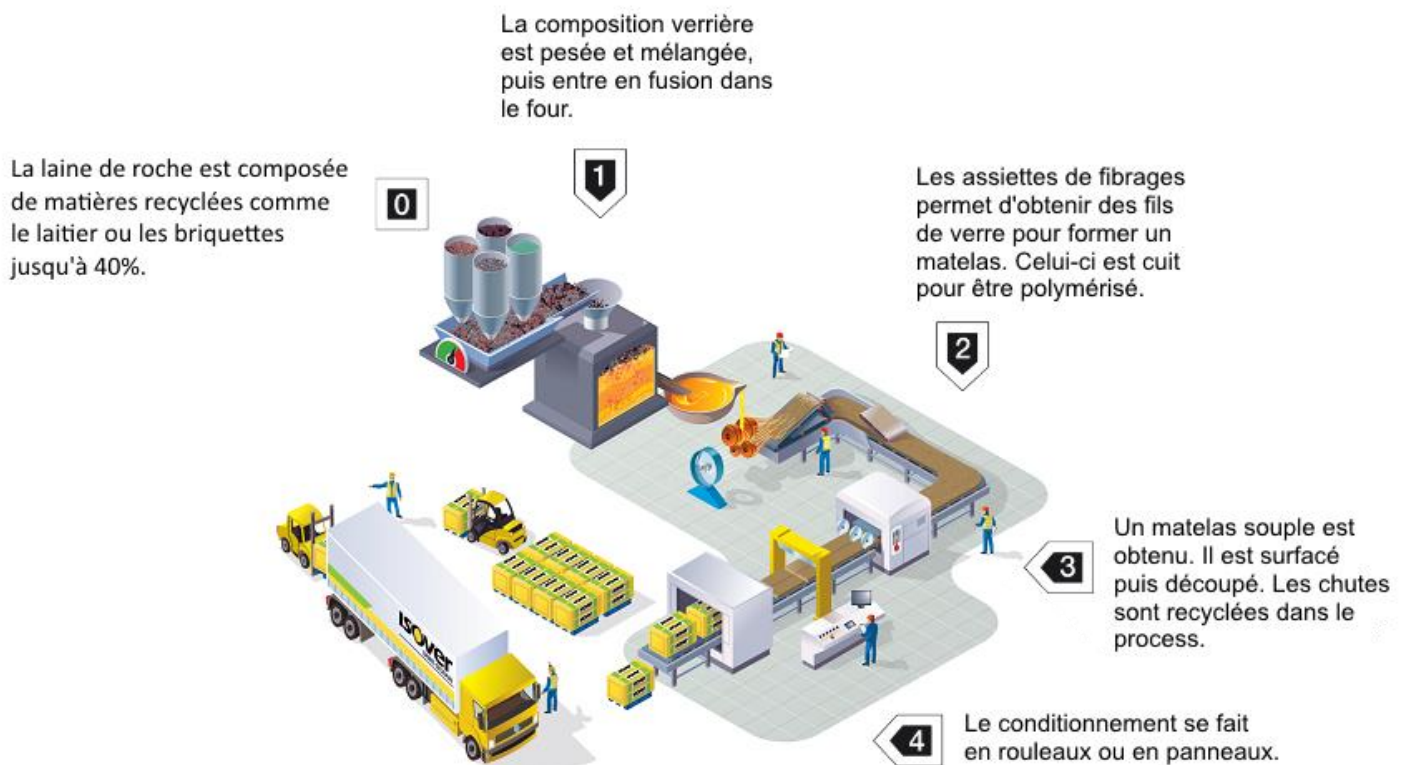 La composition verrière
est pesée et mélangée,
puis entre en fusion dans
le four.
1
La laine de roche est composée
de matières recyclées comme
le laitier ou les briquettes
jusqu'à 40%.
0
Les assiettes de fibrages
permet d'obtenir des fils
de verre pour former un
matelas. Celui-ci est cuit
pour être polymérisé.
2
Un matelas souple est
obtenu. Il est surfacé
puis découpé. Les chutes
sont recyclées dans le
process.
3
isover
4
Le conditionnement se fait
en rouleaux ou en panneaux.